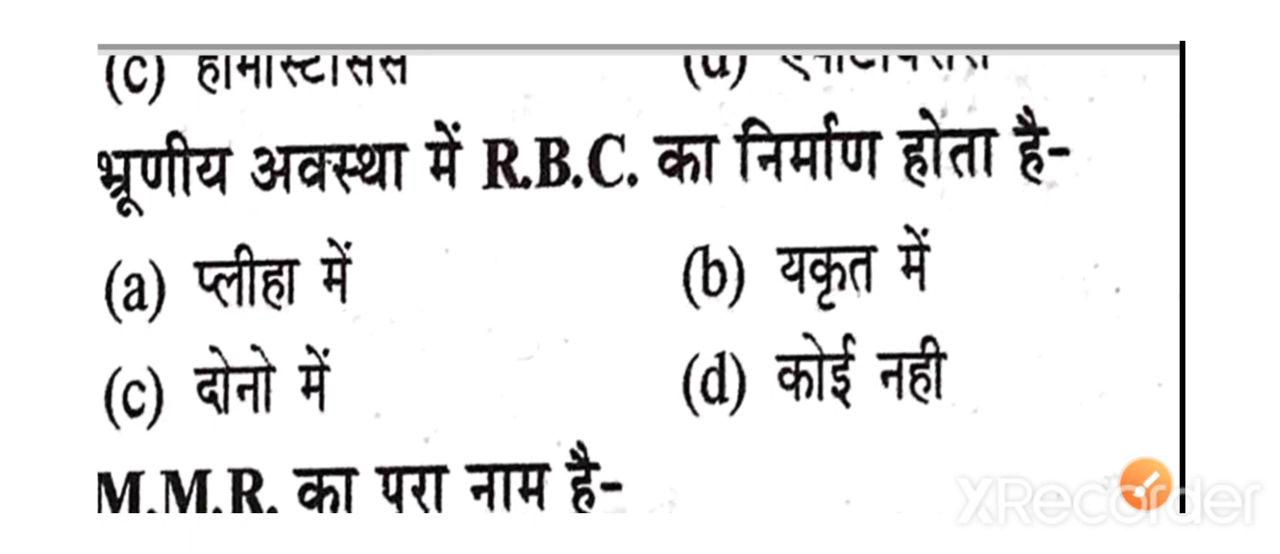 (c) होमोस्टासिस
भ्रूणीय अवस्था में R.B.C. का निर्माण होता है-
(a) प्लीहा में (b) यकृत में
(c) दोनो में (d) कोई नही
M.M.R. का पूरा नाम है-
XRecorder